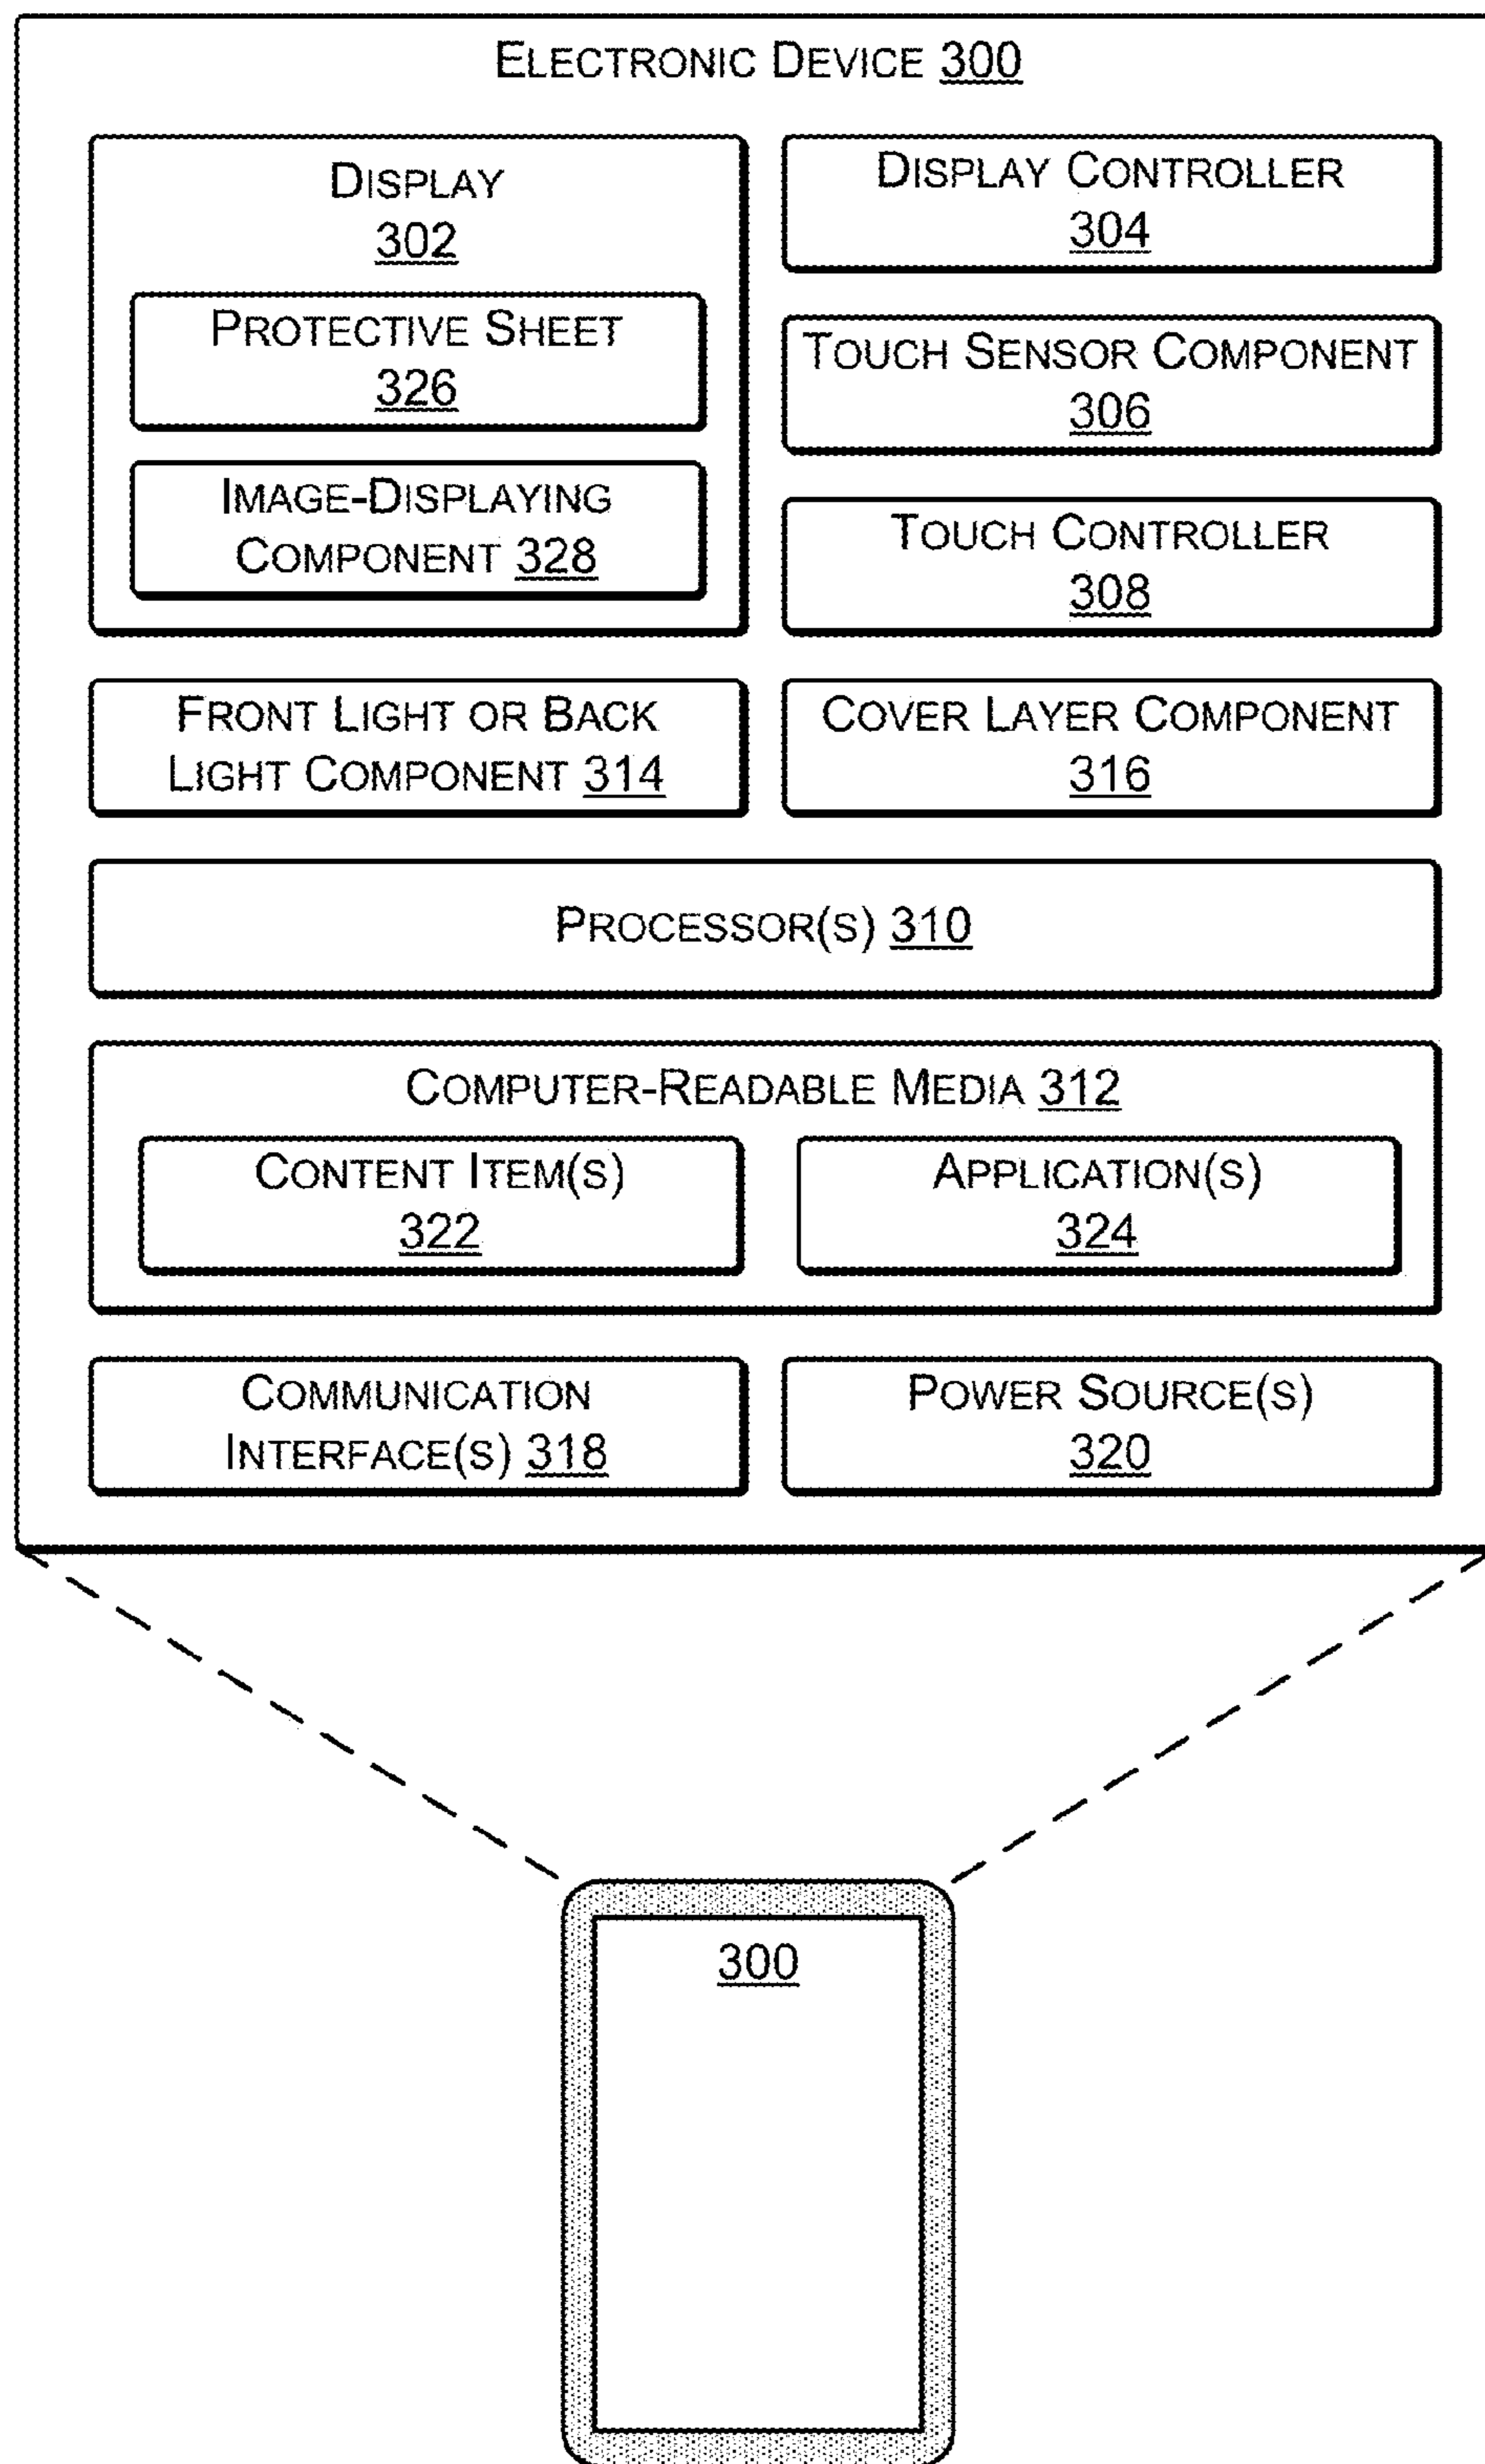 ELECTRONIC DEVICE 300
DISPLAY
302
PROTECTIVE SHEET
326
IMAGE-DISPLAYING
COMPONENT 328
DISPLAY CONTROLLER
304
TOUCH SENSOR COMPONENT
306
TOUCH CONTROLLER
308
FRONT LIGHT OR BACK
LIGHT COMPONENT 314
COVER LAYER COMPONENT
316
PROCESSOR(S) 310
COMPUTER-READABLE MEDIA 312
CONTENT ITEM(S)
322
APPLICATION(S)
324
COMMUNICATION
INTERFACE(S) 318
POWER SOURCE(S)
320
300